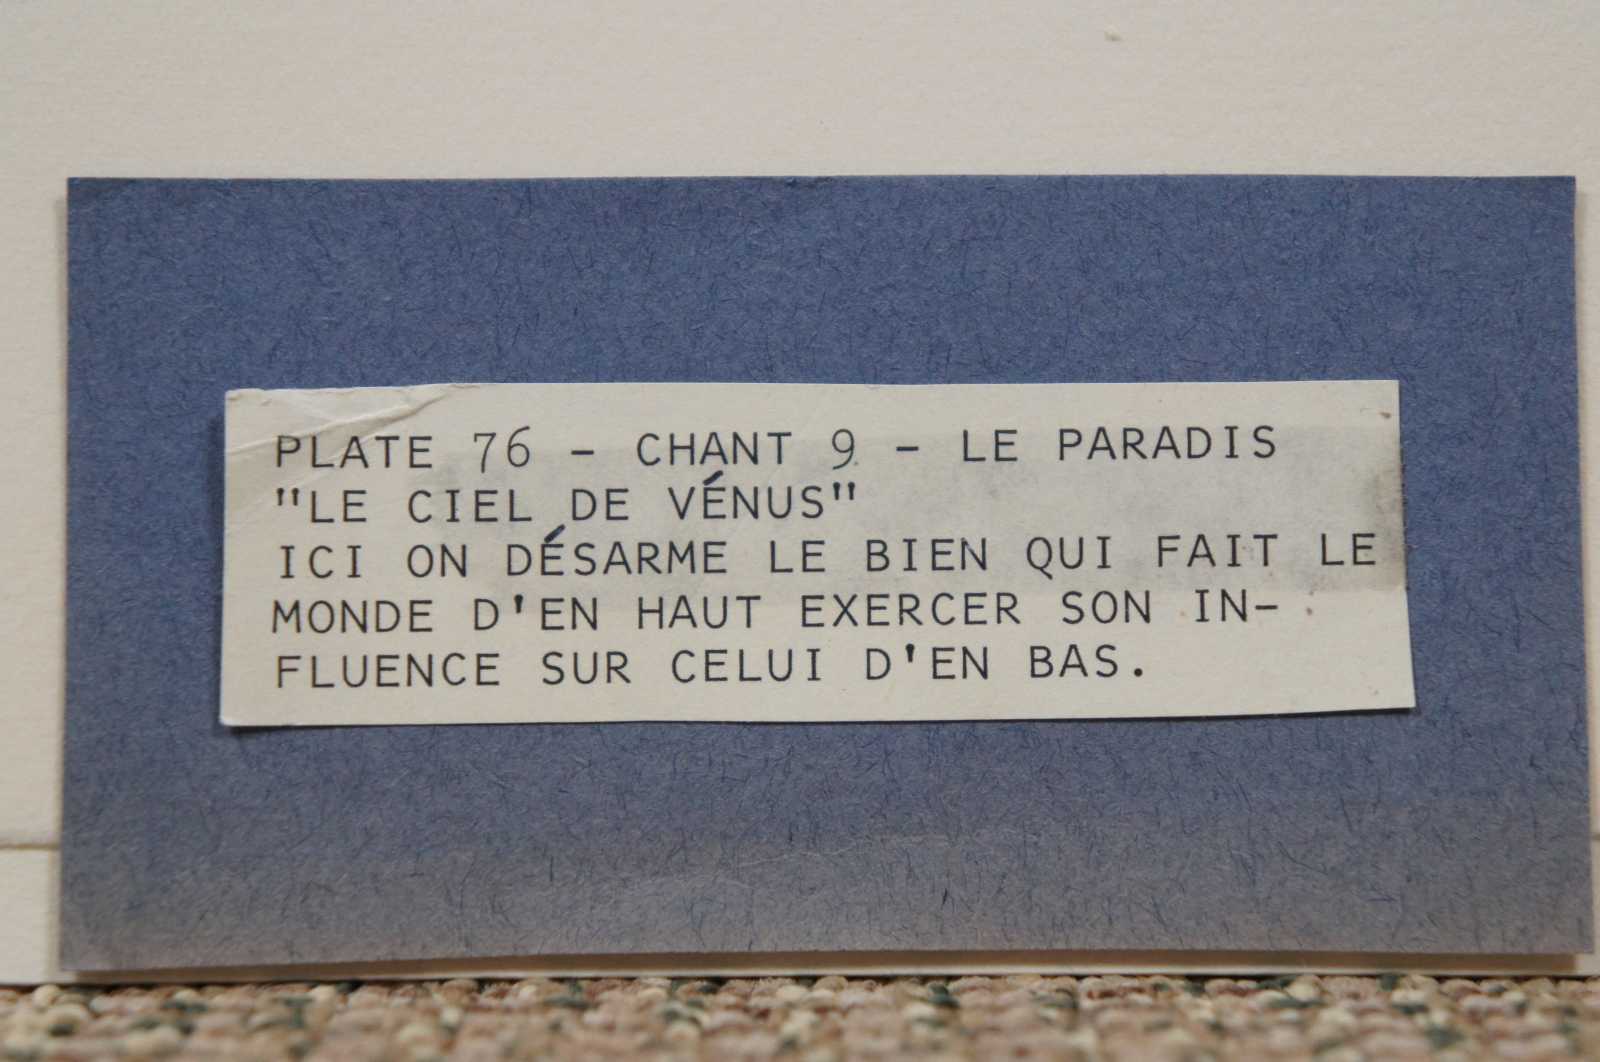 PLATE 76 - CHANT 9 - LE PARADIS
"LE CIEL DE VÉNUS"
ICI ON DÉSARME LE BIEN QUI FAIT LE
MONDE D'EN HAUT EXERCER SON IN-
FLUENCE SUR CELUI D'EN BAS.